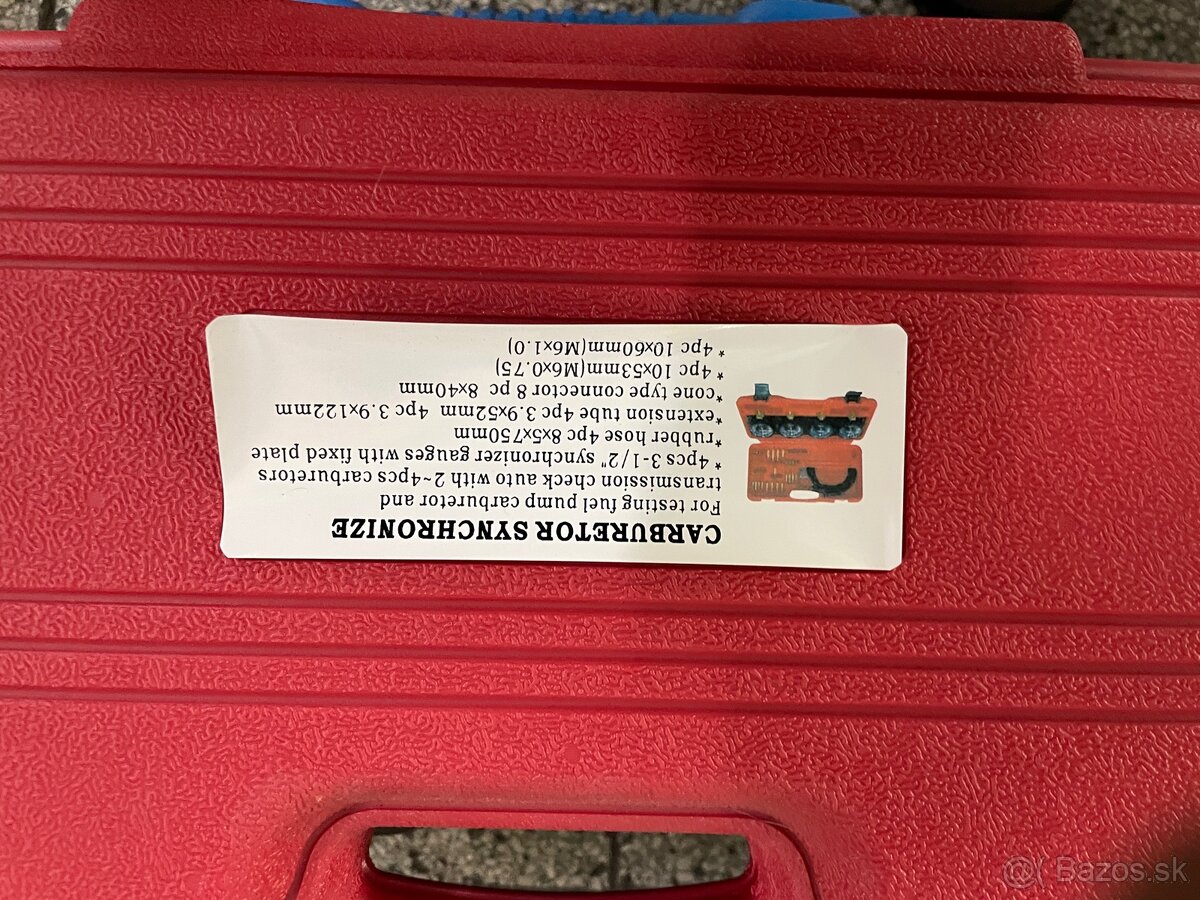 CARBURETOR SYNCHRONIZE
For testing fuel pump carburetor and
transmission check auto with 2~4pcs carburetors
* 4pcs 3-1/2" synchronizer gauges with fixed plate
*rubber hose 4pc 8x5x750mm
*extension tube 4pc 3.9x52mm 4pc 3.9x122mm
*cone type connector 8 pc 8x40mm
* 4pc 10x53mm(M6x0.75)
* 4pc 10x60mm(M6x1.0)
@( Bazos.sk